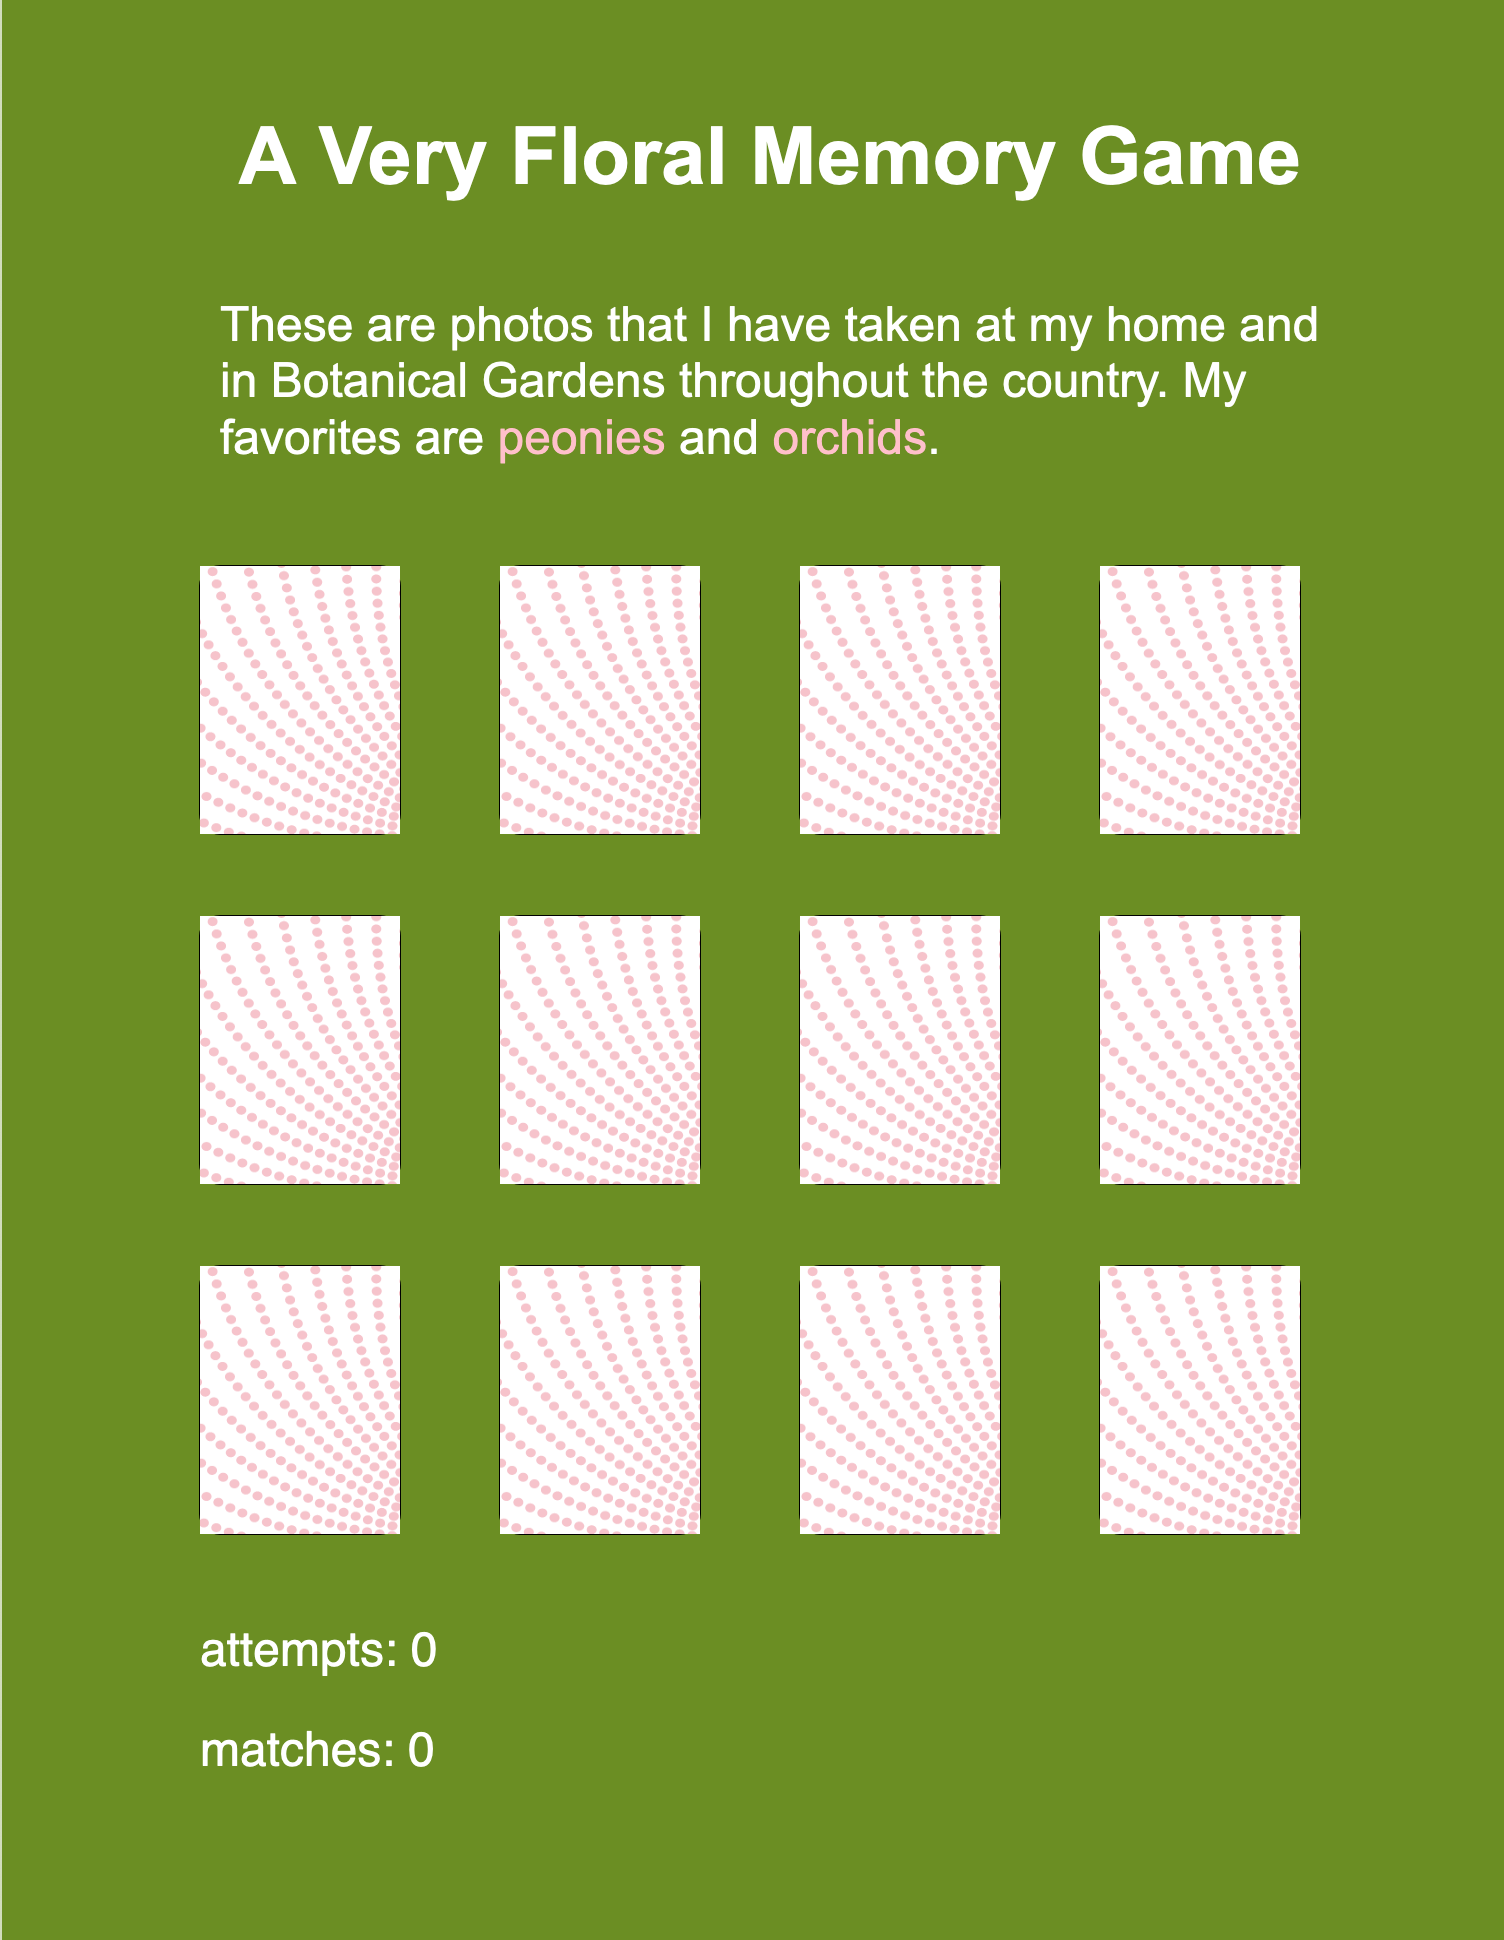 A Very Floral Memory Game
These are photos that I have taken at my home and
in Botanical Gardens throughout the country. My
favorites are peonies and orchids.
attempts: 0
matches: 0